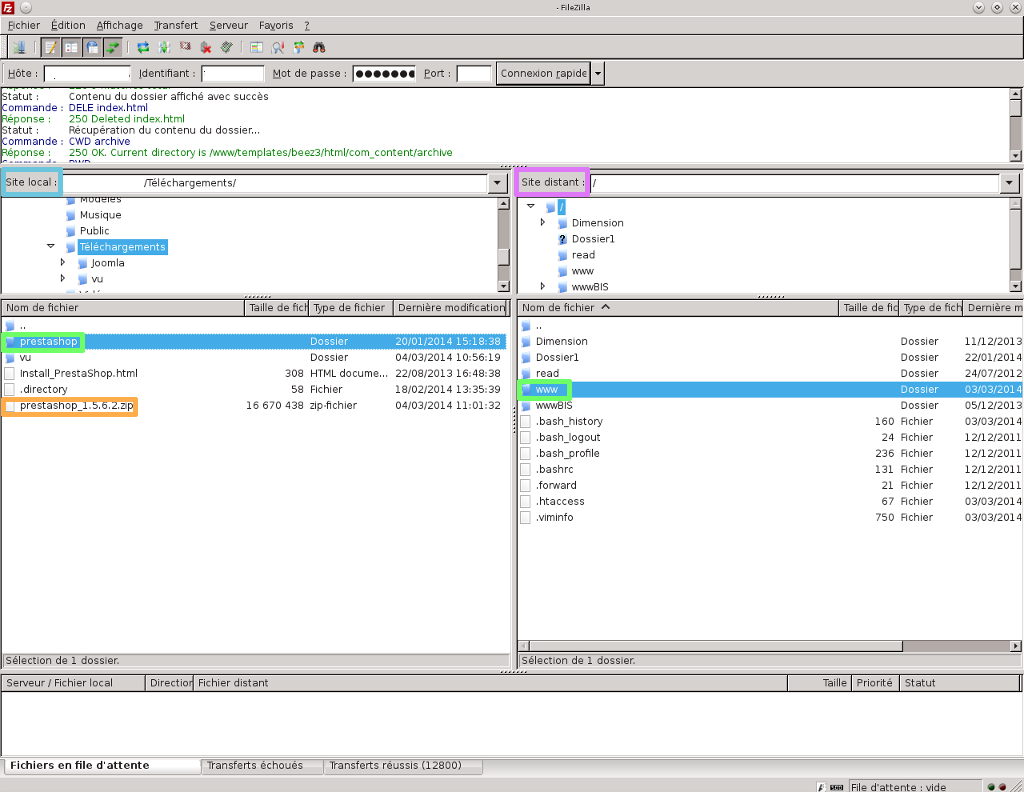 - FileZilla
Fichier Édition Affichage Transfert Serveur Favoris ?
Hôte : Identifiant : Mot de passe : ●●●●●●● Port : Connexion rapide
Statut : Contenu du dossier affiché avec succès
Commande : DELE index.html
Réponse : 250 Deleted index.html
Statut : Récupération du contenu du dossier...
Commande : CWD archive
Réponse : 250 OK. Current directory is /www/templates/beez3/html/com_content/archive
Commande : PWD
Site local : /Téléchargements/
Modèles
Musique
Public
Téléchargements
Joomla
vu
Site distant : /
/
Dimension
Dossier1
read
www
wwwBIS
Nom de fichier Taille de fich Type de fichier Dernière modification
..
prestashop Dossier 20/01/2014 15:18:38
vu Dossier 04/03/2014 10:56:19
Install_PrestaShop.html 308 HTML docume... 22/08/2013 16:48:38
.directory 58 Fichier 18/02/2014 13:35:39
prestashop_1.5.6.2.zip 16 670 438 zip-fichier 04/03/2014 11:01:32
Sélection de 1 dossier.
Nom de fichier Taille de fic Type de fichi Dernière m
..
Dimension Dossier 11/12/2013
Dossier1 Dossier 22/01/2014
read Dossier 24/07/2012
www Dossier 03/03/2014
wwwBIS Dossier 05/12/2013
.bash_history 160 Fichier 03/03/2014
.bash_logout 24 Fichier 12/12/2011
.bash_profile 236 Fichier 12/12/2011
.bashrc 131 Fichier 12/12/2011
.forward 21 Fichier 12/12/2011
.htaccess 67 Fichier 03/03/2014
.viminfo 750 Fichier 03/03/2014
Sélection de 1 dossier.
Serveur / Fichier local Direction Fichier distant Taille Priorité Statut
Fichiers en file d'attente Transferts échoués Transferts réussis (12800)
File d'attente : vide